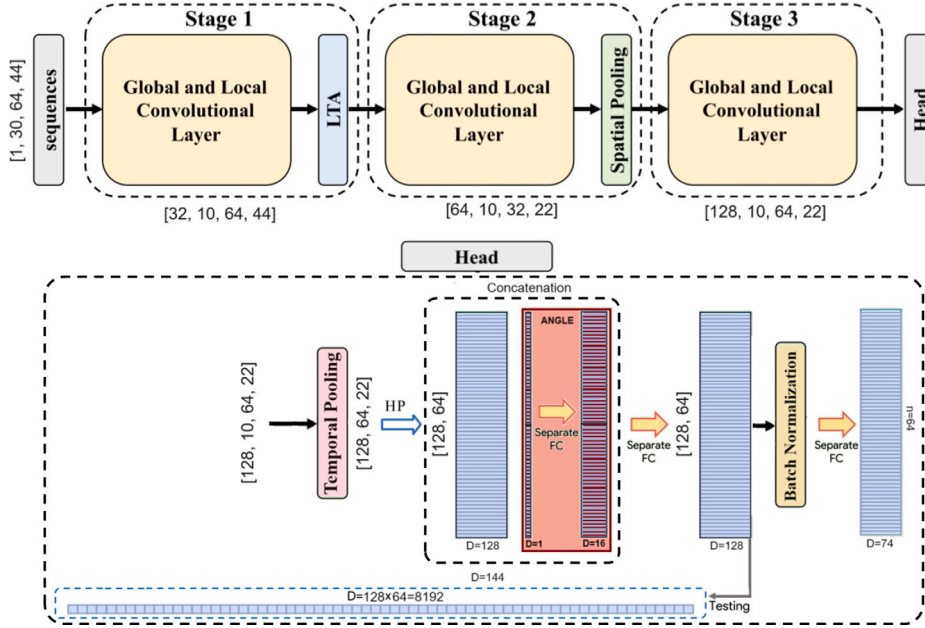 Stage 1
Stage 2
Stage 3
[1, 30, 64, 44]
sequences
Global and Local
Convolutional
Layer
LTA
Global and Local
Convolutional
Layer
Spatial Pooling
Global and Local
Convolutional
Layer
Head
[32, 10, 64, 44]
[64, 10, 32, 22]
[128, 10, 64, 22]
Head
Concatenation
[128, 10, 64, 22]
Temporal Pooling
[128, 64, 22]
HP
[128, 64]
ANGLE
Separate
FC
Separate
FC
[128, 64]
Batch Normalization
Separate
FC
n=64
D=128
D=1
D=16
D=128
D=74
D=144
D=128×64=8192
Testing